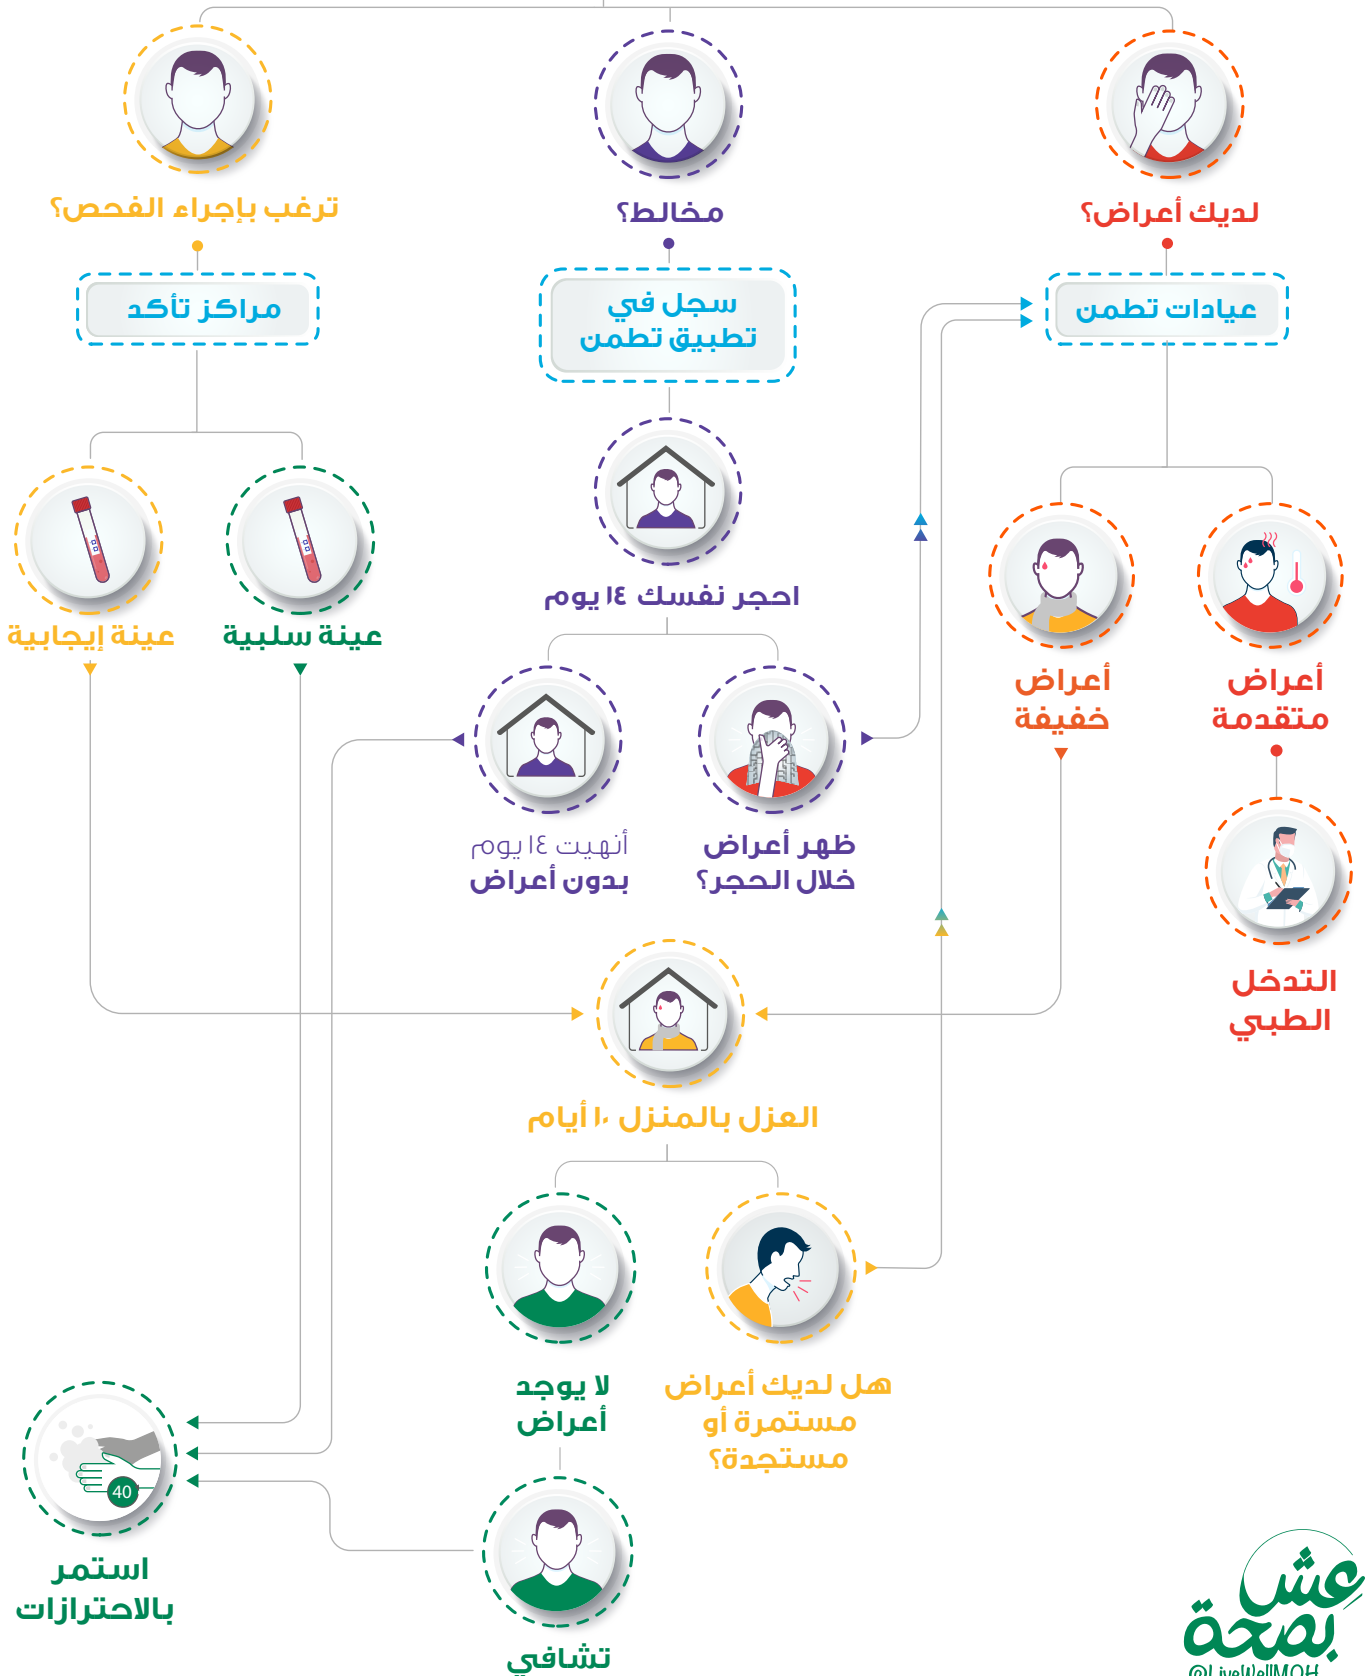 لديك أعراض؟
مخالط؟
ترغب بإجراء الفحص؟
عيادات تطمن
سجل في
تطبيق تطمن
مراكز تأكد
احجر نفسك ١٤ يوم
عينة سلبية
عينة إيجابية
أعراض
متقدمة
أعراض
خفيفة
ظهر أعراض
خلال الحجر؟
أنهيت ١٤ يوم
بدون أعراض
التدخل
الطبي
العزل بالمنزل ١٠ أيام
هل لديك أعراض
مستمرة أو
مستجدة؟
لا يوجد
أعراض
40
استمر
بالاحترازات
تشافي
عش
بصحة
@LiveWellMOH